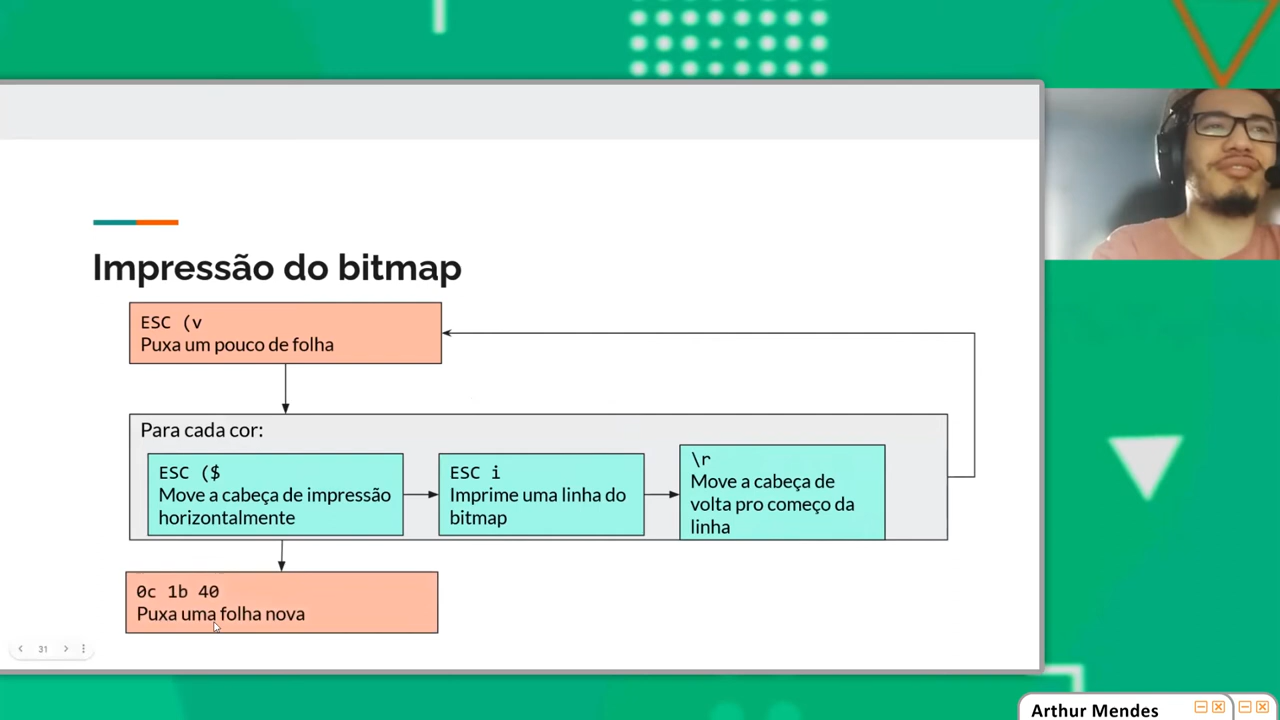 Impressão do bitmap
ESC (v
Puxa um pouco de folha
Para cada cor:
ESC ($
Move a cabeça de impressão
horizontalmente
ESC i
Imprime uma linha do
bitmap
\r
Move a cabeça de
volta pro começo da
linha
0c 1b 40
Puxa uma folha nova
31
Arthur Mendes